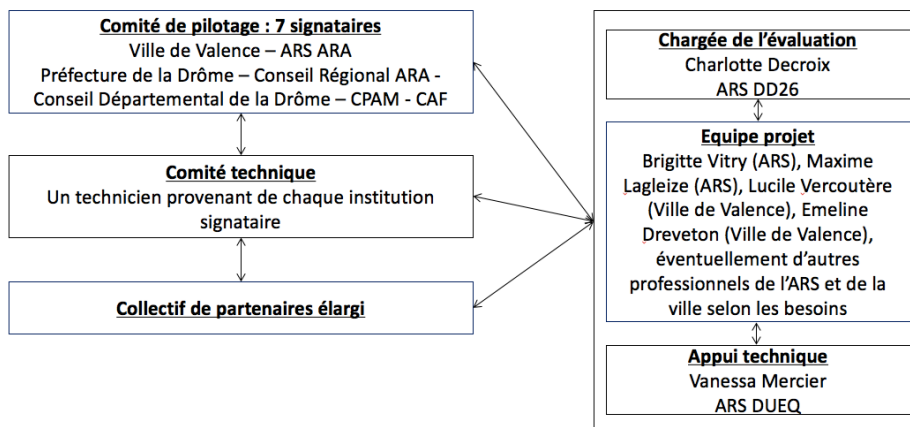 Comité de pilotage : 7 signataires
Ville de Valence – ARS ARA
Préfecture de la Drôme – Conseil Régional ARA -
Conseil Départemental de la Drôme – CPAM - CAF
Comité technique
Un technicien provenant de chaque institution
signataire
Collectif de partenaires élargi
Chargée de l’évaluation
Charlotte Decroix
ARS DD26
Equipe projet
Brigitte Vitry (ARS), Maxime
Lagleize (ARS), Lucile Vercoutère
(Ville de Valence), Emeline
Dreveton (Ville de Valence),
éventuellement d’autres
professionnels de l’ARS et de la
ville selon les besoins
Appui technique
Vanessa Mercier
ARS DUEQ